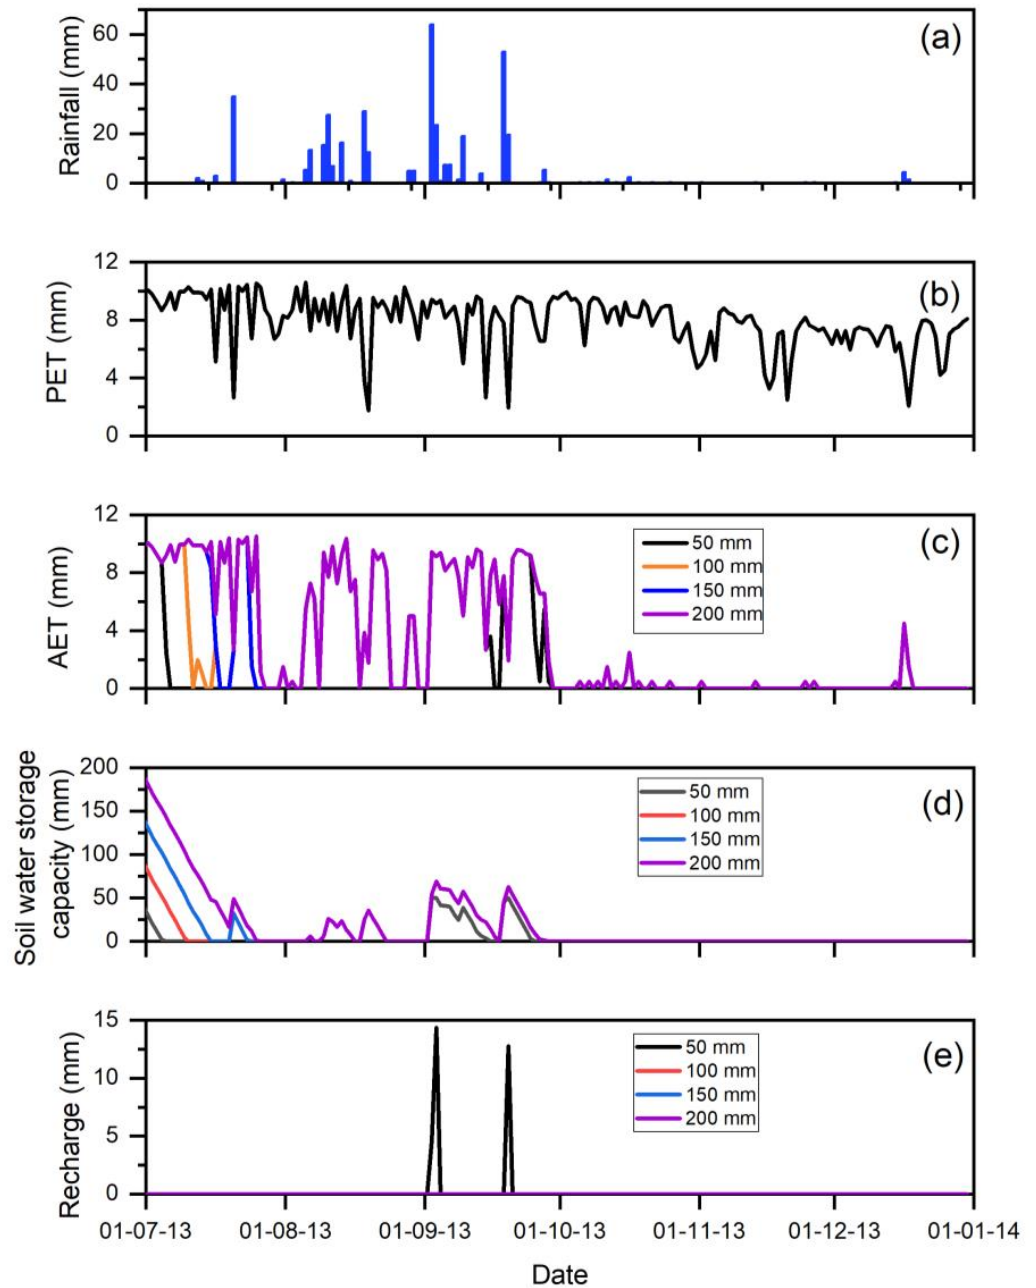 (a)
Rainfall (mm)
60
40
20
0
(b)
PET (mm)
12
8
4
0
(c)
AET (mm)
12
8
4
0
50 mm
100 mm
150 mm
200 mm
(d)
Soil water storage
capacity (mm)
200
150
100
50
0
50 mm
100 mm
150 mm
200 mm
(e)
Recharge (mm)
15
10
5
0
50 mm
100 mm
150 mm
200 mm
01-07-13 01-08-13 01-09-13 01-10-13 01-11-13 01-12-13 01-01-14
Date